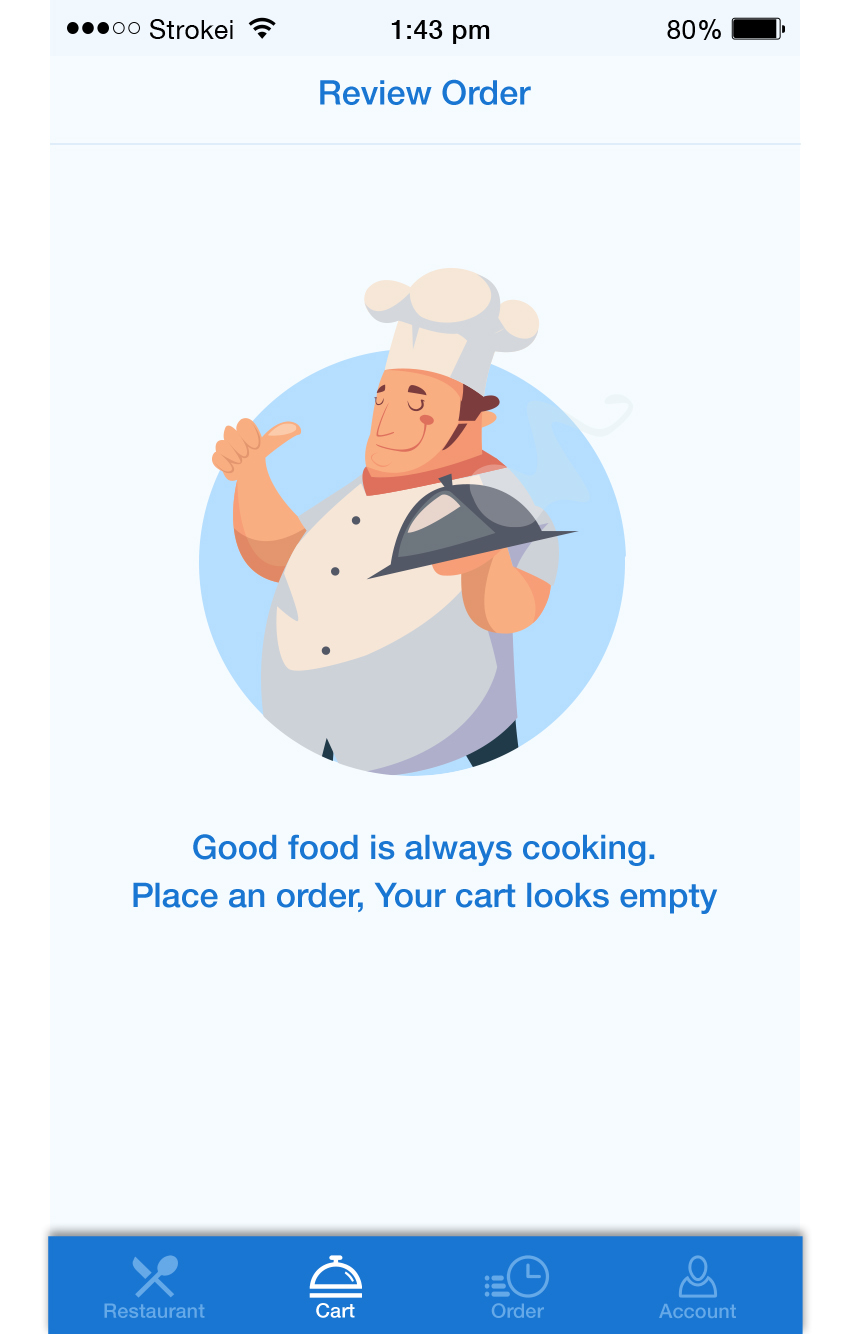 Strokei 1:43 pm 80%
Review Order
Good food is always cooking.
Place an order, Your cart looks empty
Restaurant Cart Order Account